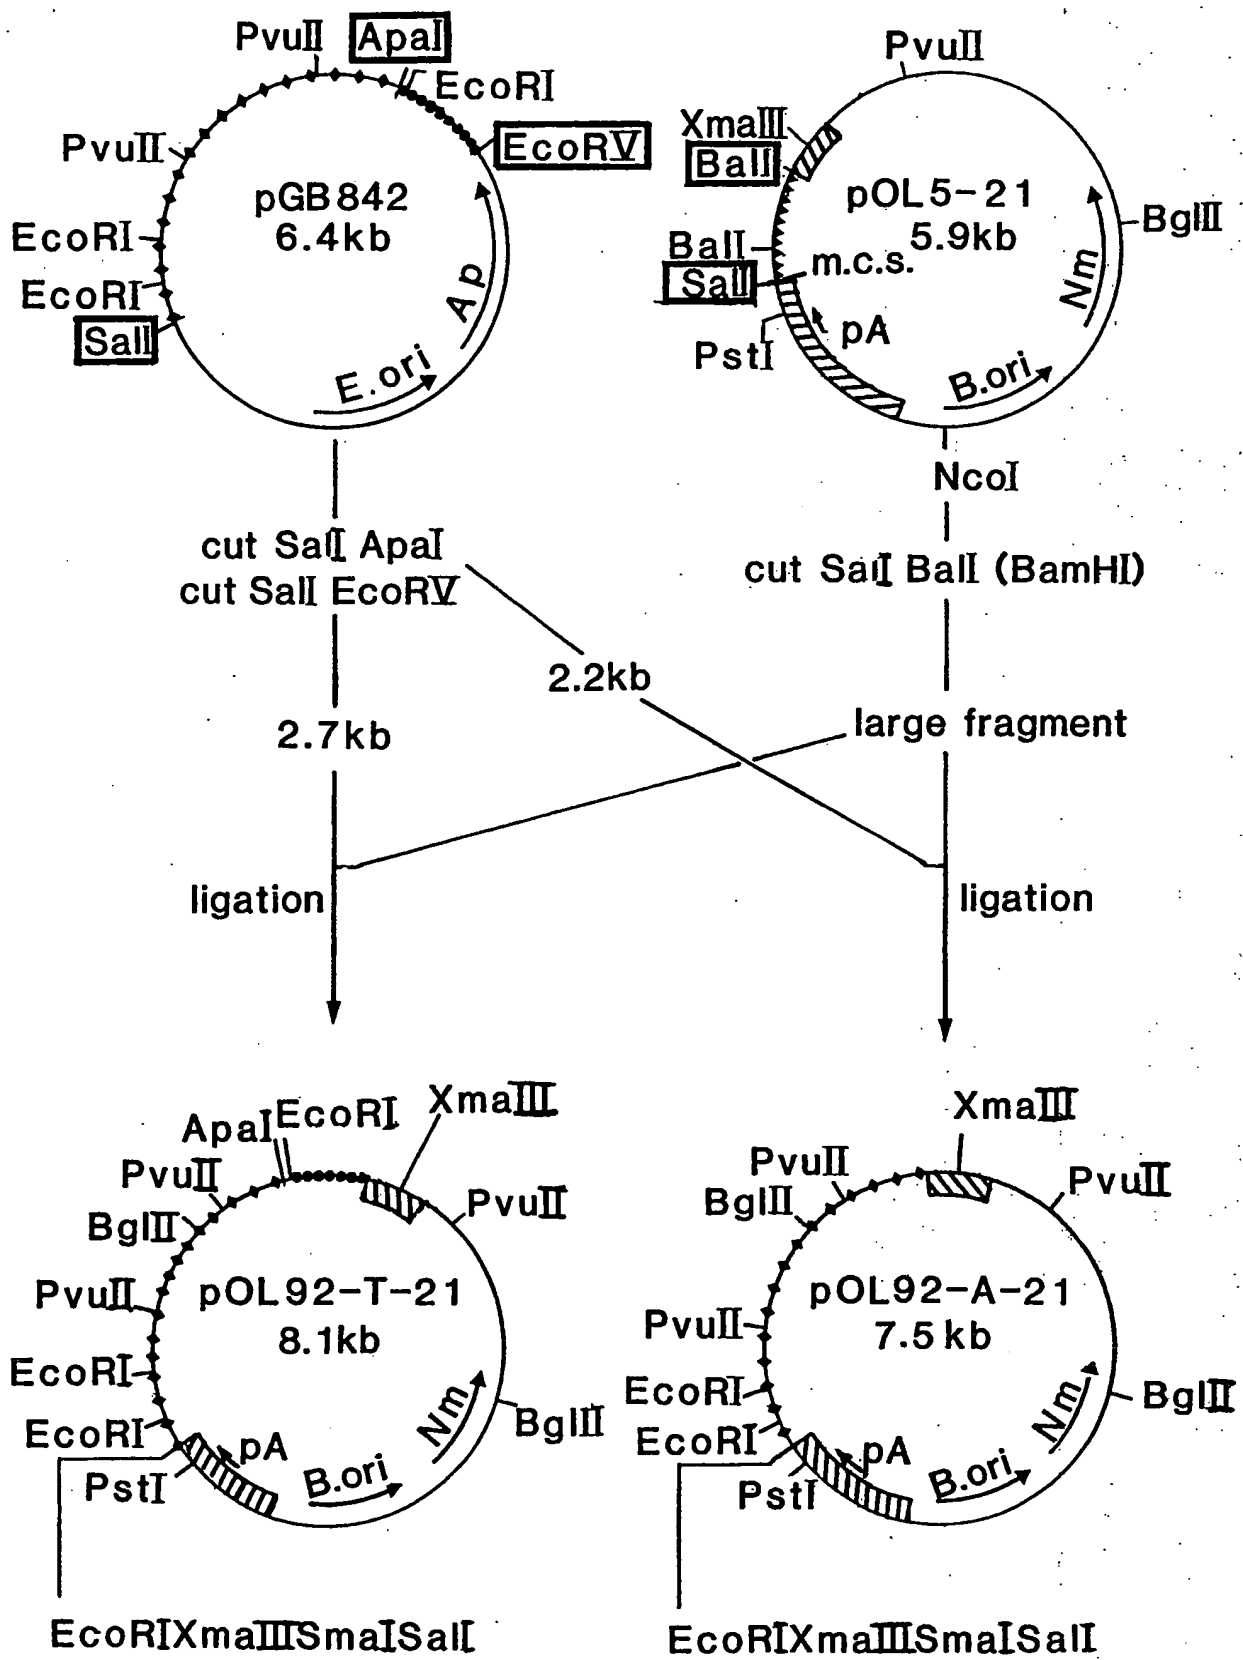 PvuII ApaI
EcoRI
PvuII
EcoRV
pGB842
6.4kb
EcoRI
EcoRI
SalI
Ap
E.ori
PvuII
XmaIII
BalI
pOL5-21
5.9kb
BglII
BalI
m.c.s.
SalI
Nm
pA
PstI
B.ori
NcoI
cut SalI ApaI
cut SalI EcoRV
cut SalI BalI (BamHI)
2.2kb
2.7kb
large fragment
ligation
ligation
XmaIII
ApaI EcoRI
PvuII
PvuII
BglII
pOL92-T-21
8.1kb
PvuII
EcoRI
Nm
BglII
EcoRI
pA
PstI
B.ori
EcoRIXmaIIISmaISalI
XmaIII
PvuII
PvuII
BglII
pOL92-A-21
7.5kb
PvuII
EcoRI
Nm
BglII
EcoRI
pA
PstI
B.ori
EcoRIXmaIIISmaISalI